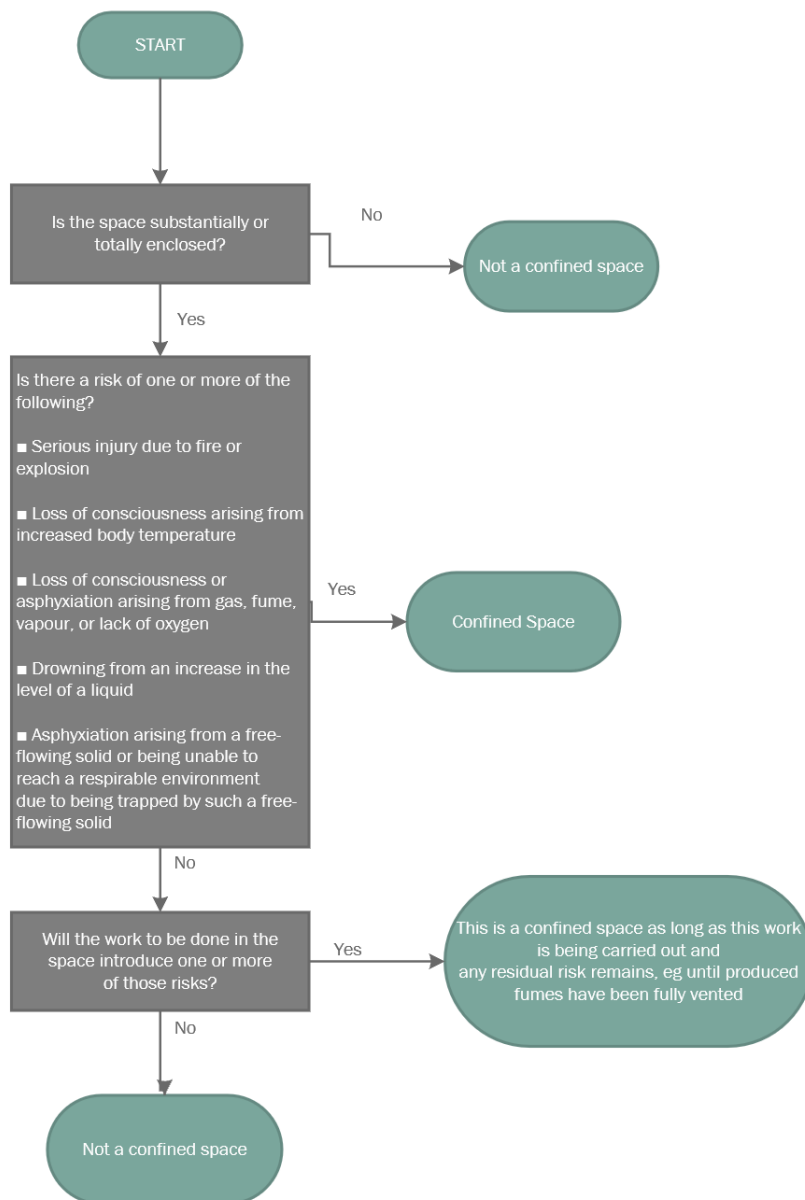 START
Is the space substantially or
totally enclosed?
No
Not a confined space
Yes
Is there a risk of one or more of the
following?
■ Serious injury due to fire or
explosion
■ Loss of consciousness arising from
increased body temperature
■ Loss of consciousness or
asphyxiation arising from gas, fume,
vapour, or lack of oxygen
■ Drowning from an increase in the
level of a liquid
■ Asphyxiation arising from a free-
flowing solid or being unable to
reach a respirable environment
due to being trapped by such a free-
flowing solid
Yes
Confined Space
No
Will the work to be done in the
space introduce one or more
of those risks?
Yes
This is a confined space as long as this work
is being carried out and
any residual risk remains, eg until produced
fumes have been fully vented
No
Not a confined space